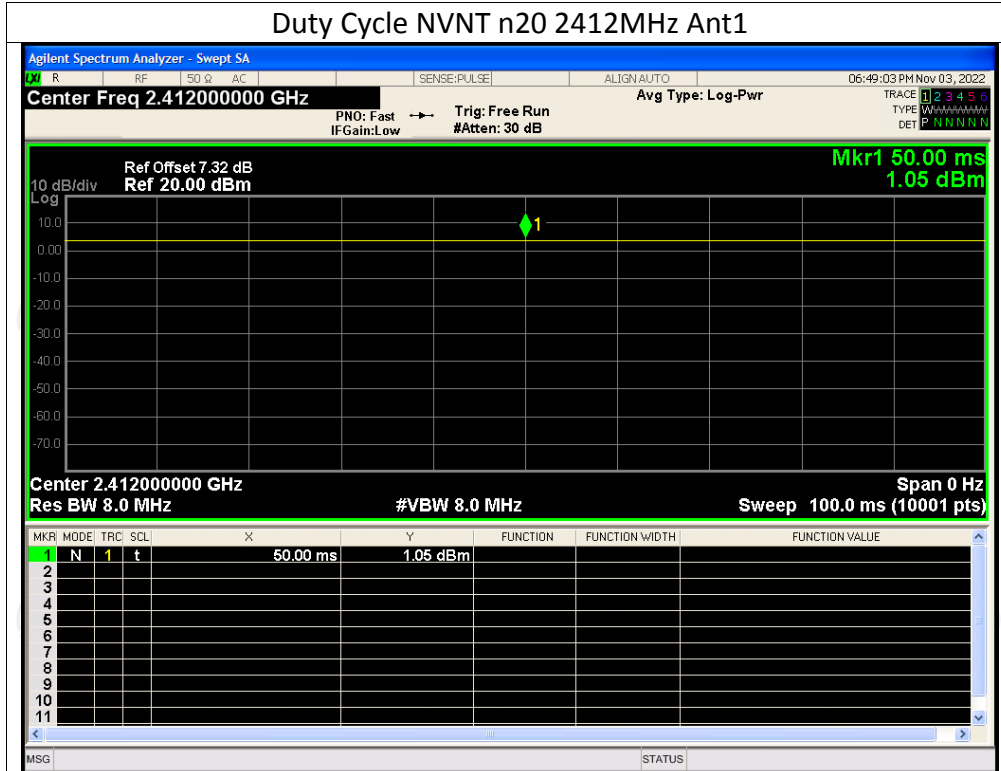 Duty Cycle NVNT n20 2412MHz Ant1
Agilent Spectrum Analyzer - Swept SA
LXI R RF 50 Ω AC SENSE:PULSE ALIGN AUTO 06:49:03 PM Nov 03, 2022
Center Freq 2.412000000 GHz Avg Type: Log-Pwr TRACE 1 2 3 4 5 6
PNO: Fast Trig: Free Run TYPE WWWWWW
IFGain:Low #Atten: 30 dB DET P N N N N N
Mkr1 50.00 ms
Ref Offset 7.32 dB
10 dB/div Ref 20.00 dBm 1.05 dBm
Log
10.0
1
0.00
-10.0
-20.0
-30.0
-40.0
-50.0
-60.0
-70.0
Center 2.412000000 GHz Span 0 Hz
Res BW 8.0 MHz #VBW 8.0 MHz Sweep 100.0 ms (10001 pts)
MKR MODE TRC SCL X Y FUNCTION FUNCTION WIDTH FUNCTION VALUE
1 N 1 t 50.00 ms 1.05 dBm
2
3
4
5
6
7
8
9
10
11
MSG STATUS